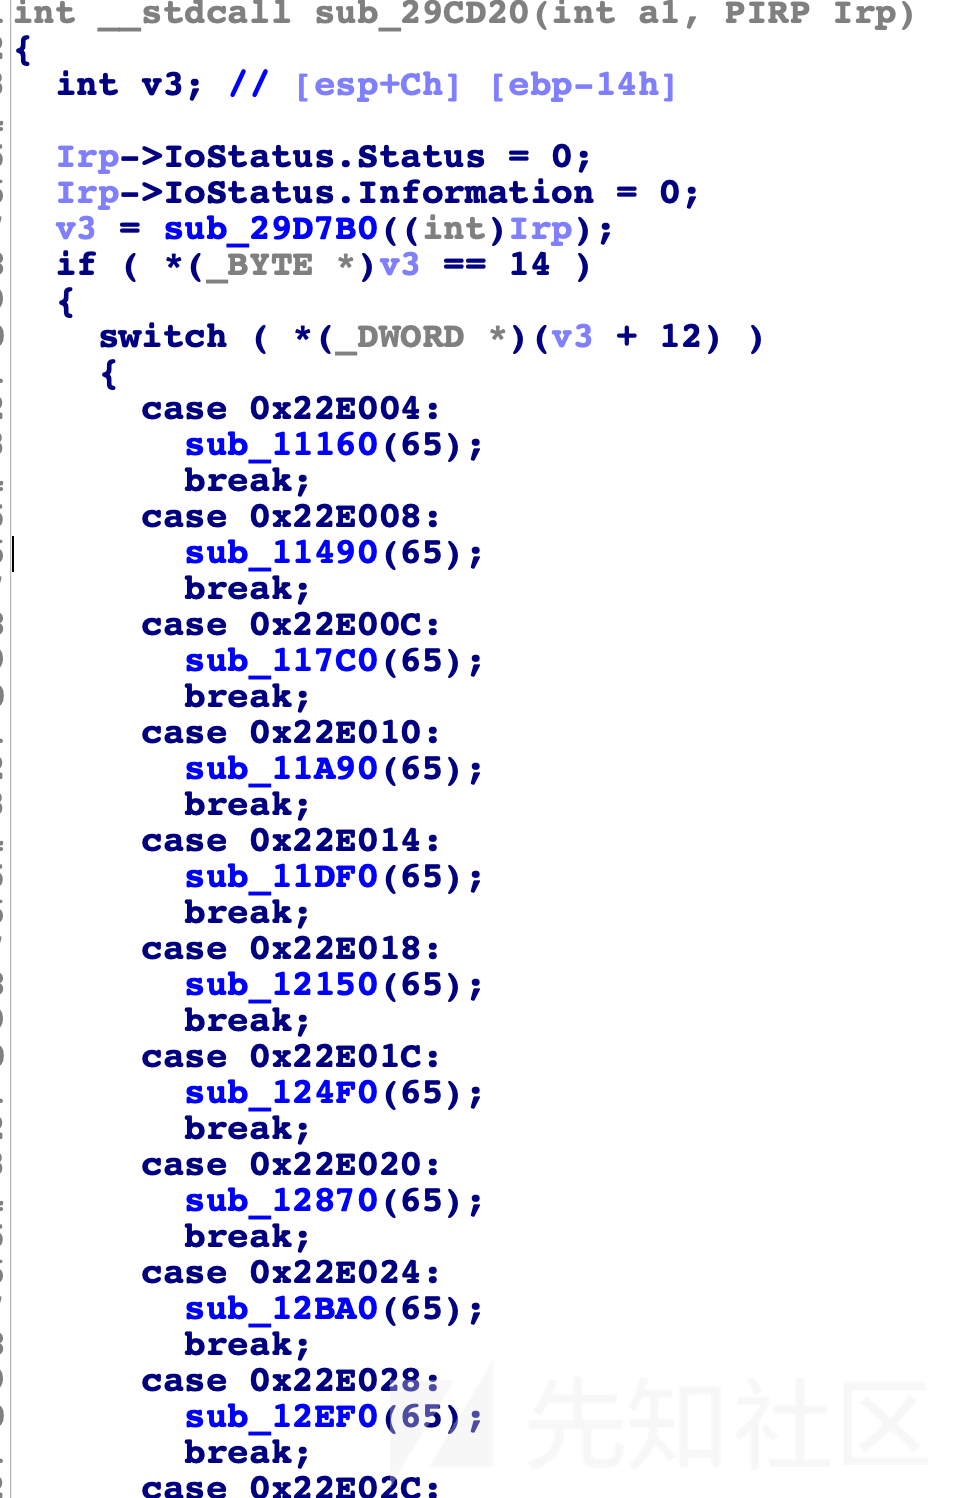 int __stdcall sub_29CD20(int a1, PIRP Irp)
{
  int v3; // [esp+Ch] [ebp-14h]

  Irp->IoStatus.Status = 0;
  Irp->IoStatus.Information = 0;
  v3 = sub_29D7B0((int)Irp);
  if ( *(_BYTE *)v3 == 14 )
  {
    switch ( *(_DWORD *)(v3 + 12) )
    {
      case 0x22E004:
        sub_11160(65);
        break;
      case 0x22E008:
        sub_11490(65);
        break;
      case 0x22E00C:
        sub_117C0(65);
        break;
      case 0x22E010:
        sub_11A90(65);
        break;
      case 0x22E014:
        sub_11DF0(65);
        break;
      case 0x22E018:
        sub_12150(65);
        break;
      case 0x22E01C:
        sub_124F0(65);
        break;
      case 0x22E020:
        sub_12870(65);
        break;
      case 0x22E024:
        sub_12BA0(65);
        break;
      case 0x22E028:
        sub_12EF0(65);
        break;
      case 0x22E02C:
先知社区